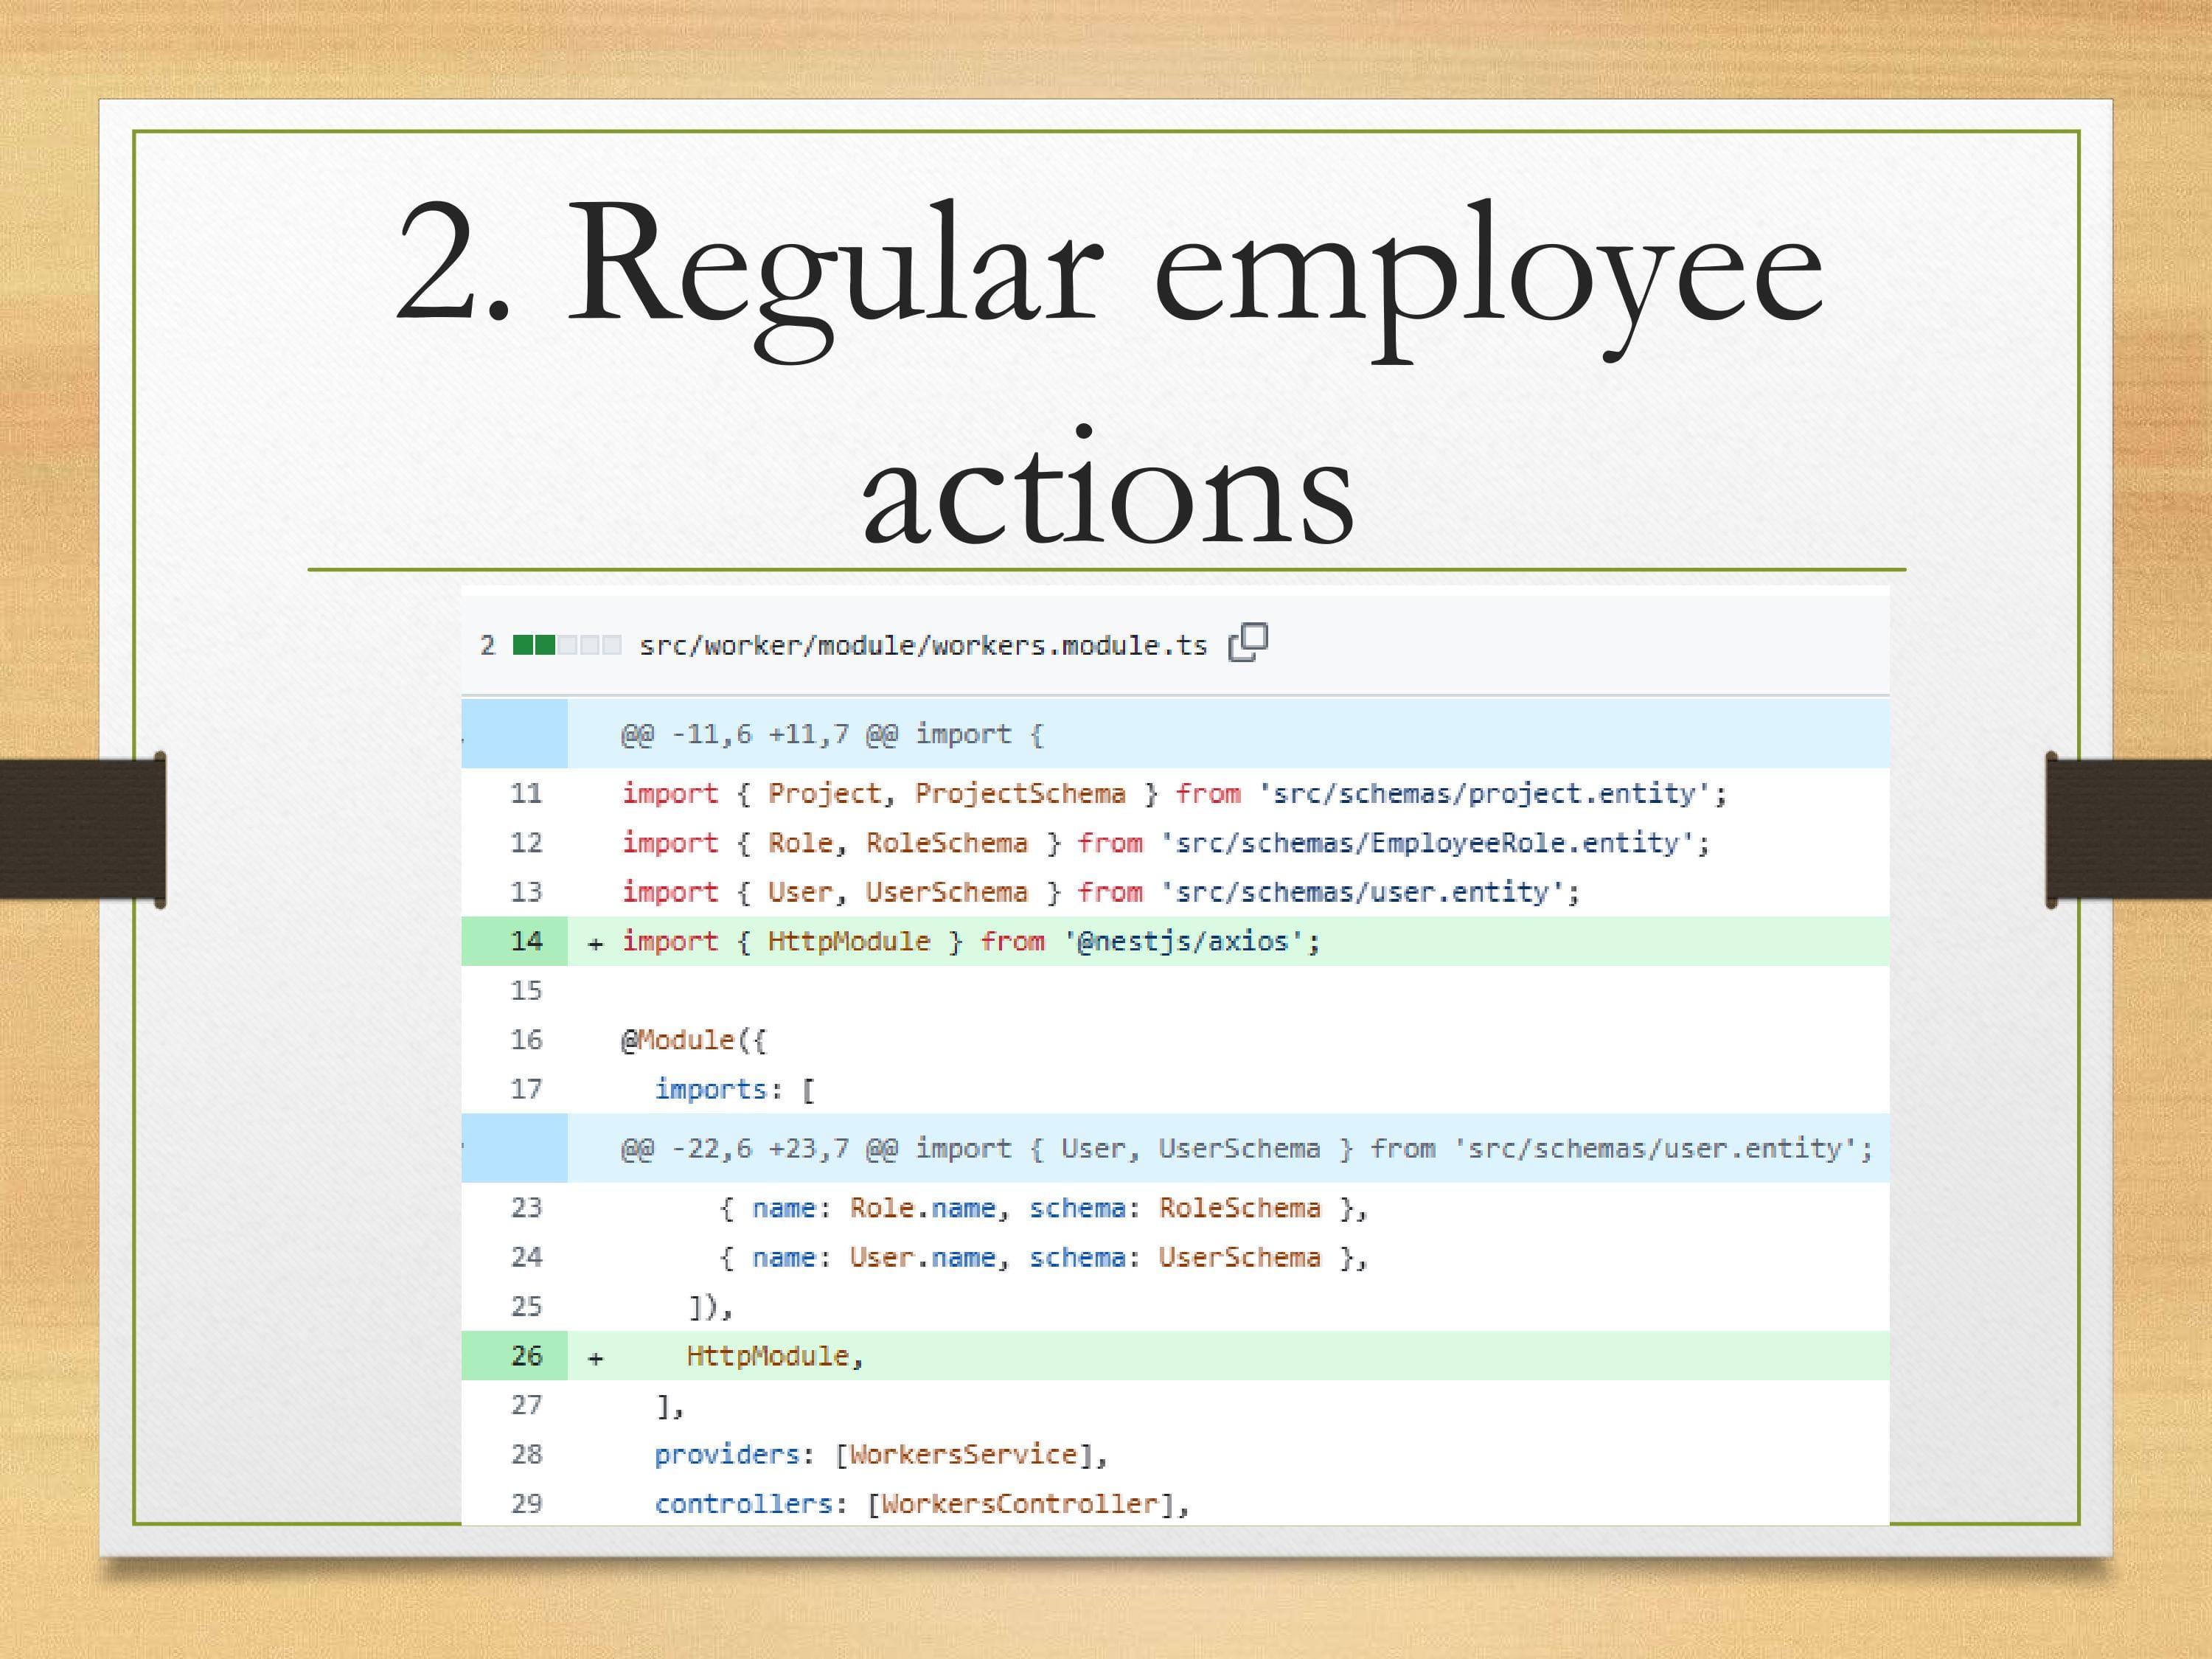 2. Regular employee
actions
2 src/worker/module/workers.module.ts
@@ -11,6 +11,7 @@ import {
11 import { Project, ProjectSchema } from 'src/schemas/project.entity';
12 import { Role, RoleSchema } from 'src/schemas/EmployeeRole.entity';
13 import { User, UserSchema } from 'src/schemas/user.entity';
14 + import { HttpModule } from '@nestjs/axios';
15
16 @Module({
17 imports: [
@@ -22,6 +23,7 @@ import { User, UserSchema } from 'src/schemas/user.entity';
23 { name: Role.name, schema: RoleSchema },
24 { name: User.name, schema: UserSchema },
25 ]),
26 + HttpModule,
27 ],
28 providers: [WorkersService],
29 controllers: [WorkersController],